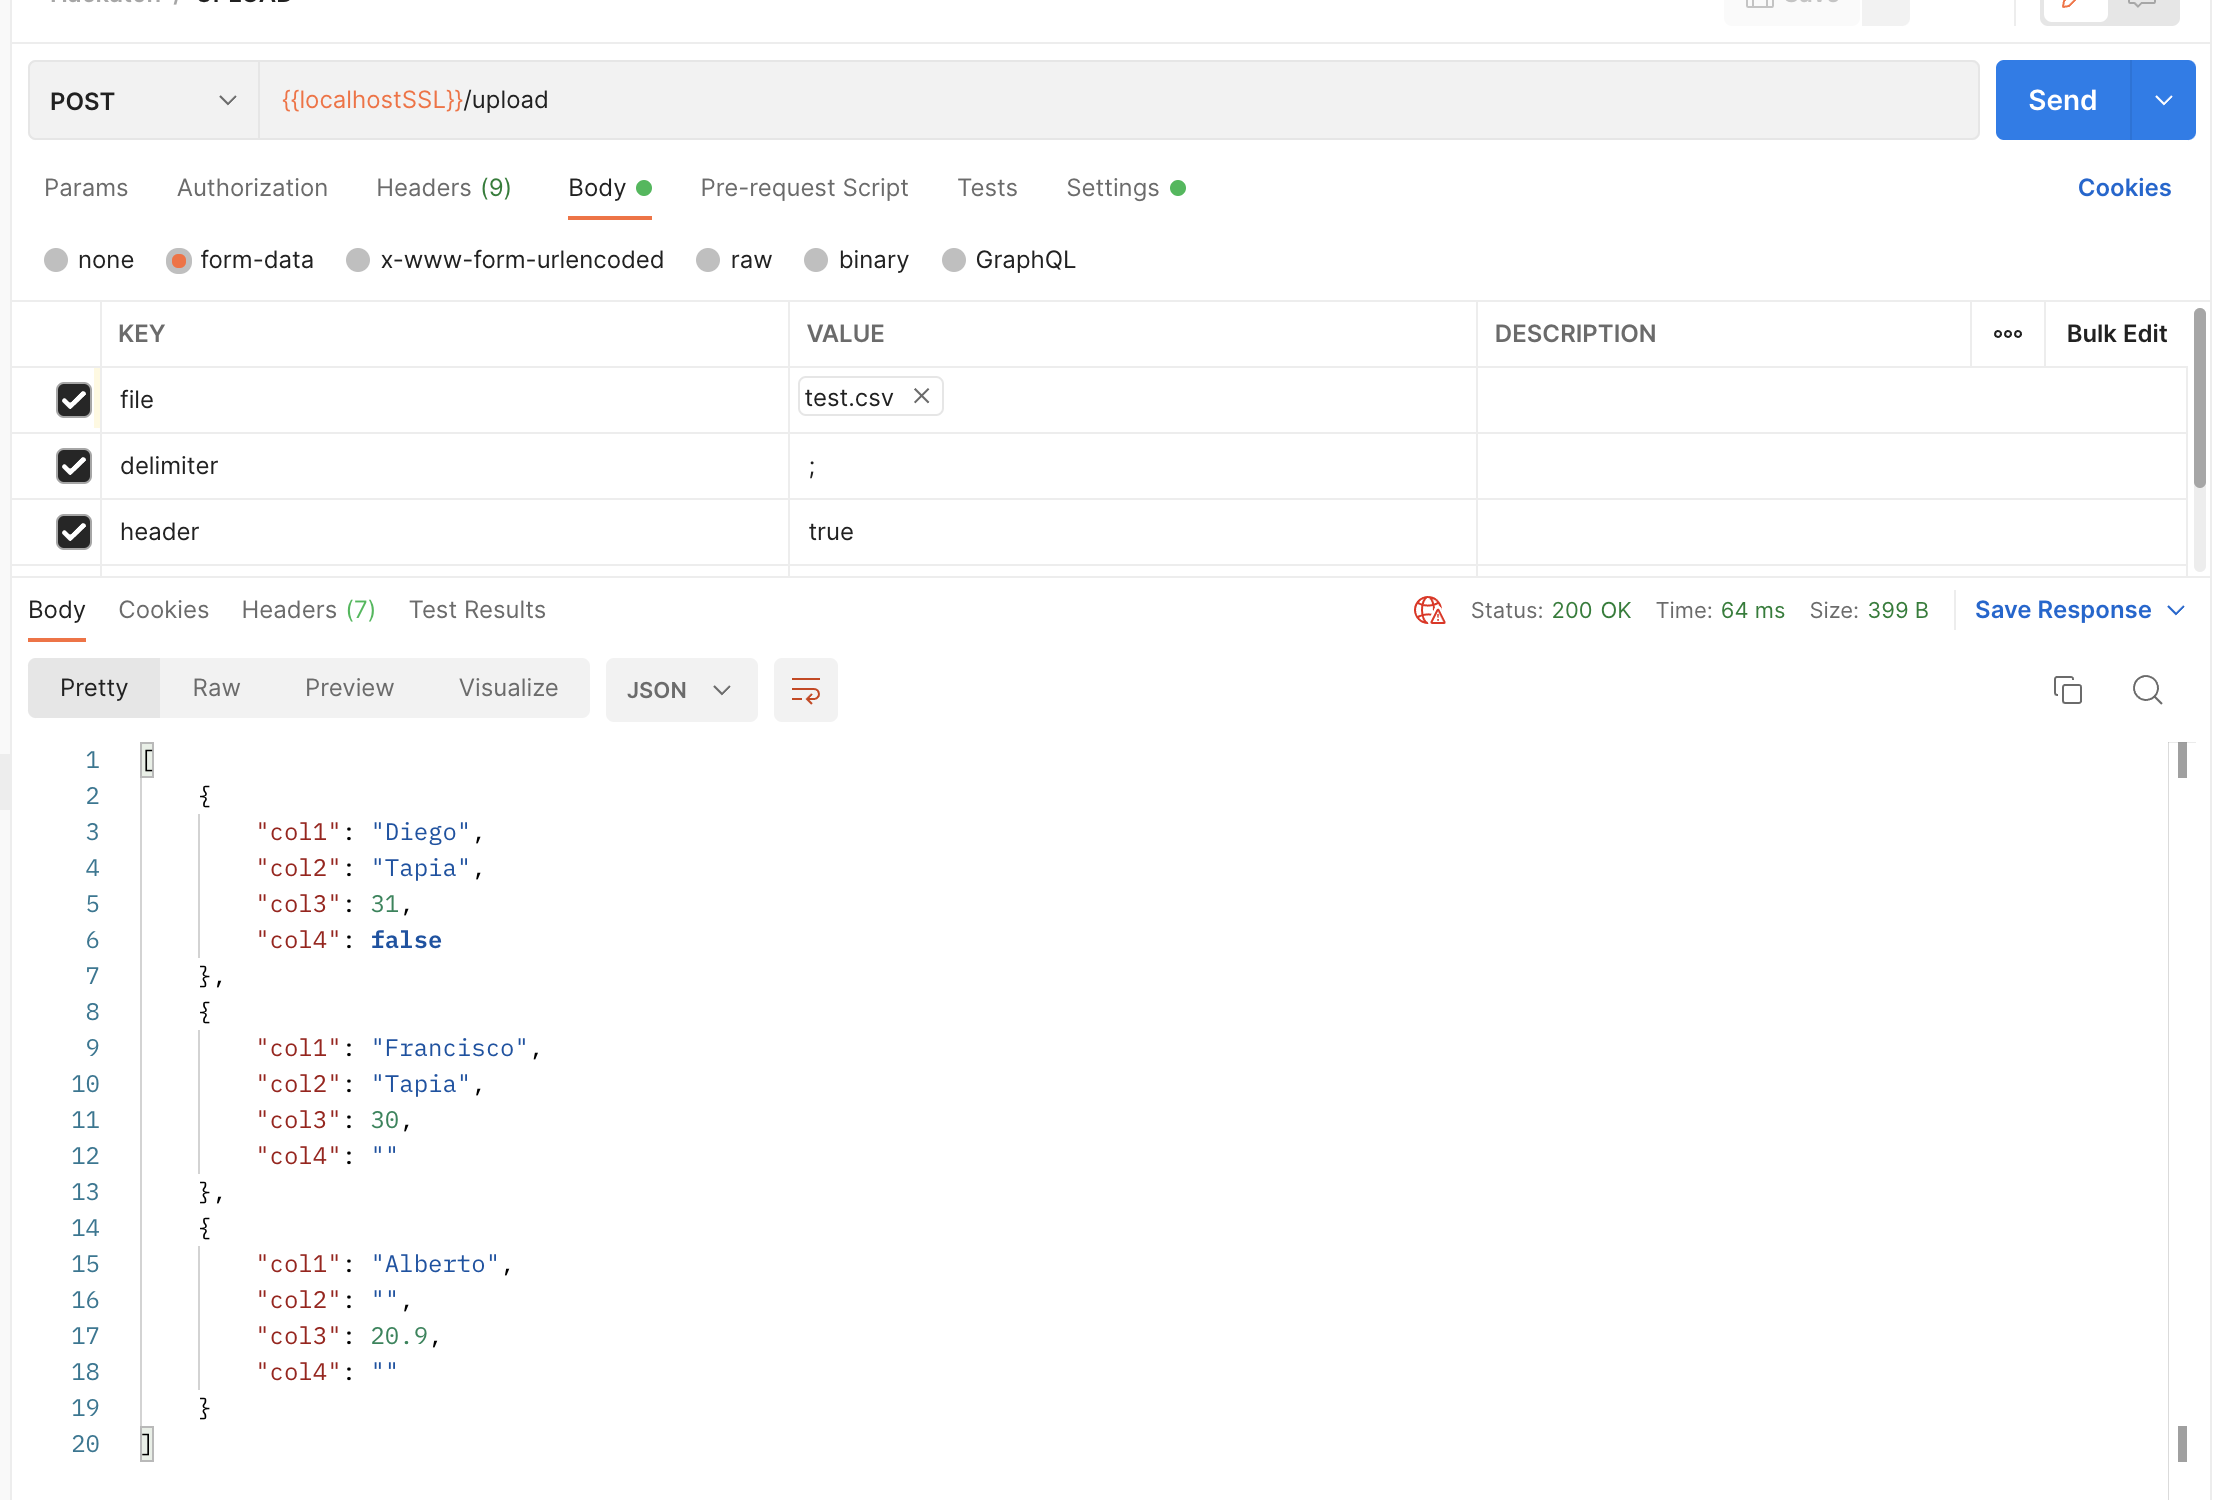 Hackaton / UPLOAD
Save
POST {{localhostSSL}}/upload Send
Params Authorization Headers (9) Body Pre-request Script Tests Settings Cookies
none form-data x-www-form-urlencoded raw binary GraphQL
KEY VALUE DESCRIPTION ooo Bulk Edit
file test.csv
delimiter ;
header true
Body Cookies Headers (7) Test Results Status: 200 OK Time: 64 ms Size: 399 B Save Response
Pretty Raw Preview Visualize JSON
1 [
2 {
3 "col1": "Diego",
4 "col2": "Tapia",
5 "col3": 31,
6 "col4": false
7 },
8 {
9 "col1": "Francisco",
10 "col2": "Tapia",
11 "col3": 30,
12 "col4": ""
13 },
14 {
15 "col1": "Alberto",
16 "col2": "",
17 "col3": 20.9,
18 "col4": ""
19 }
20 ]